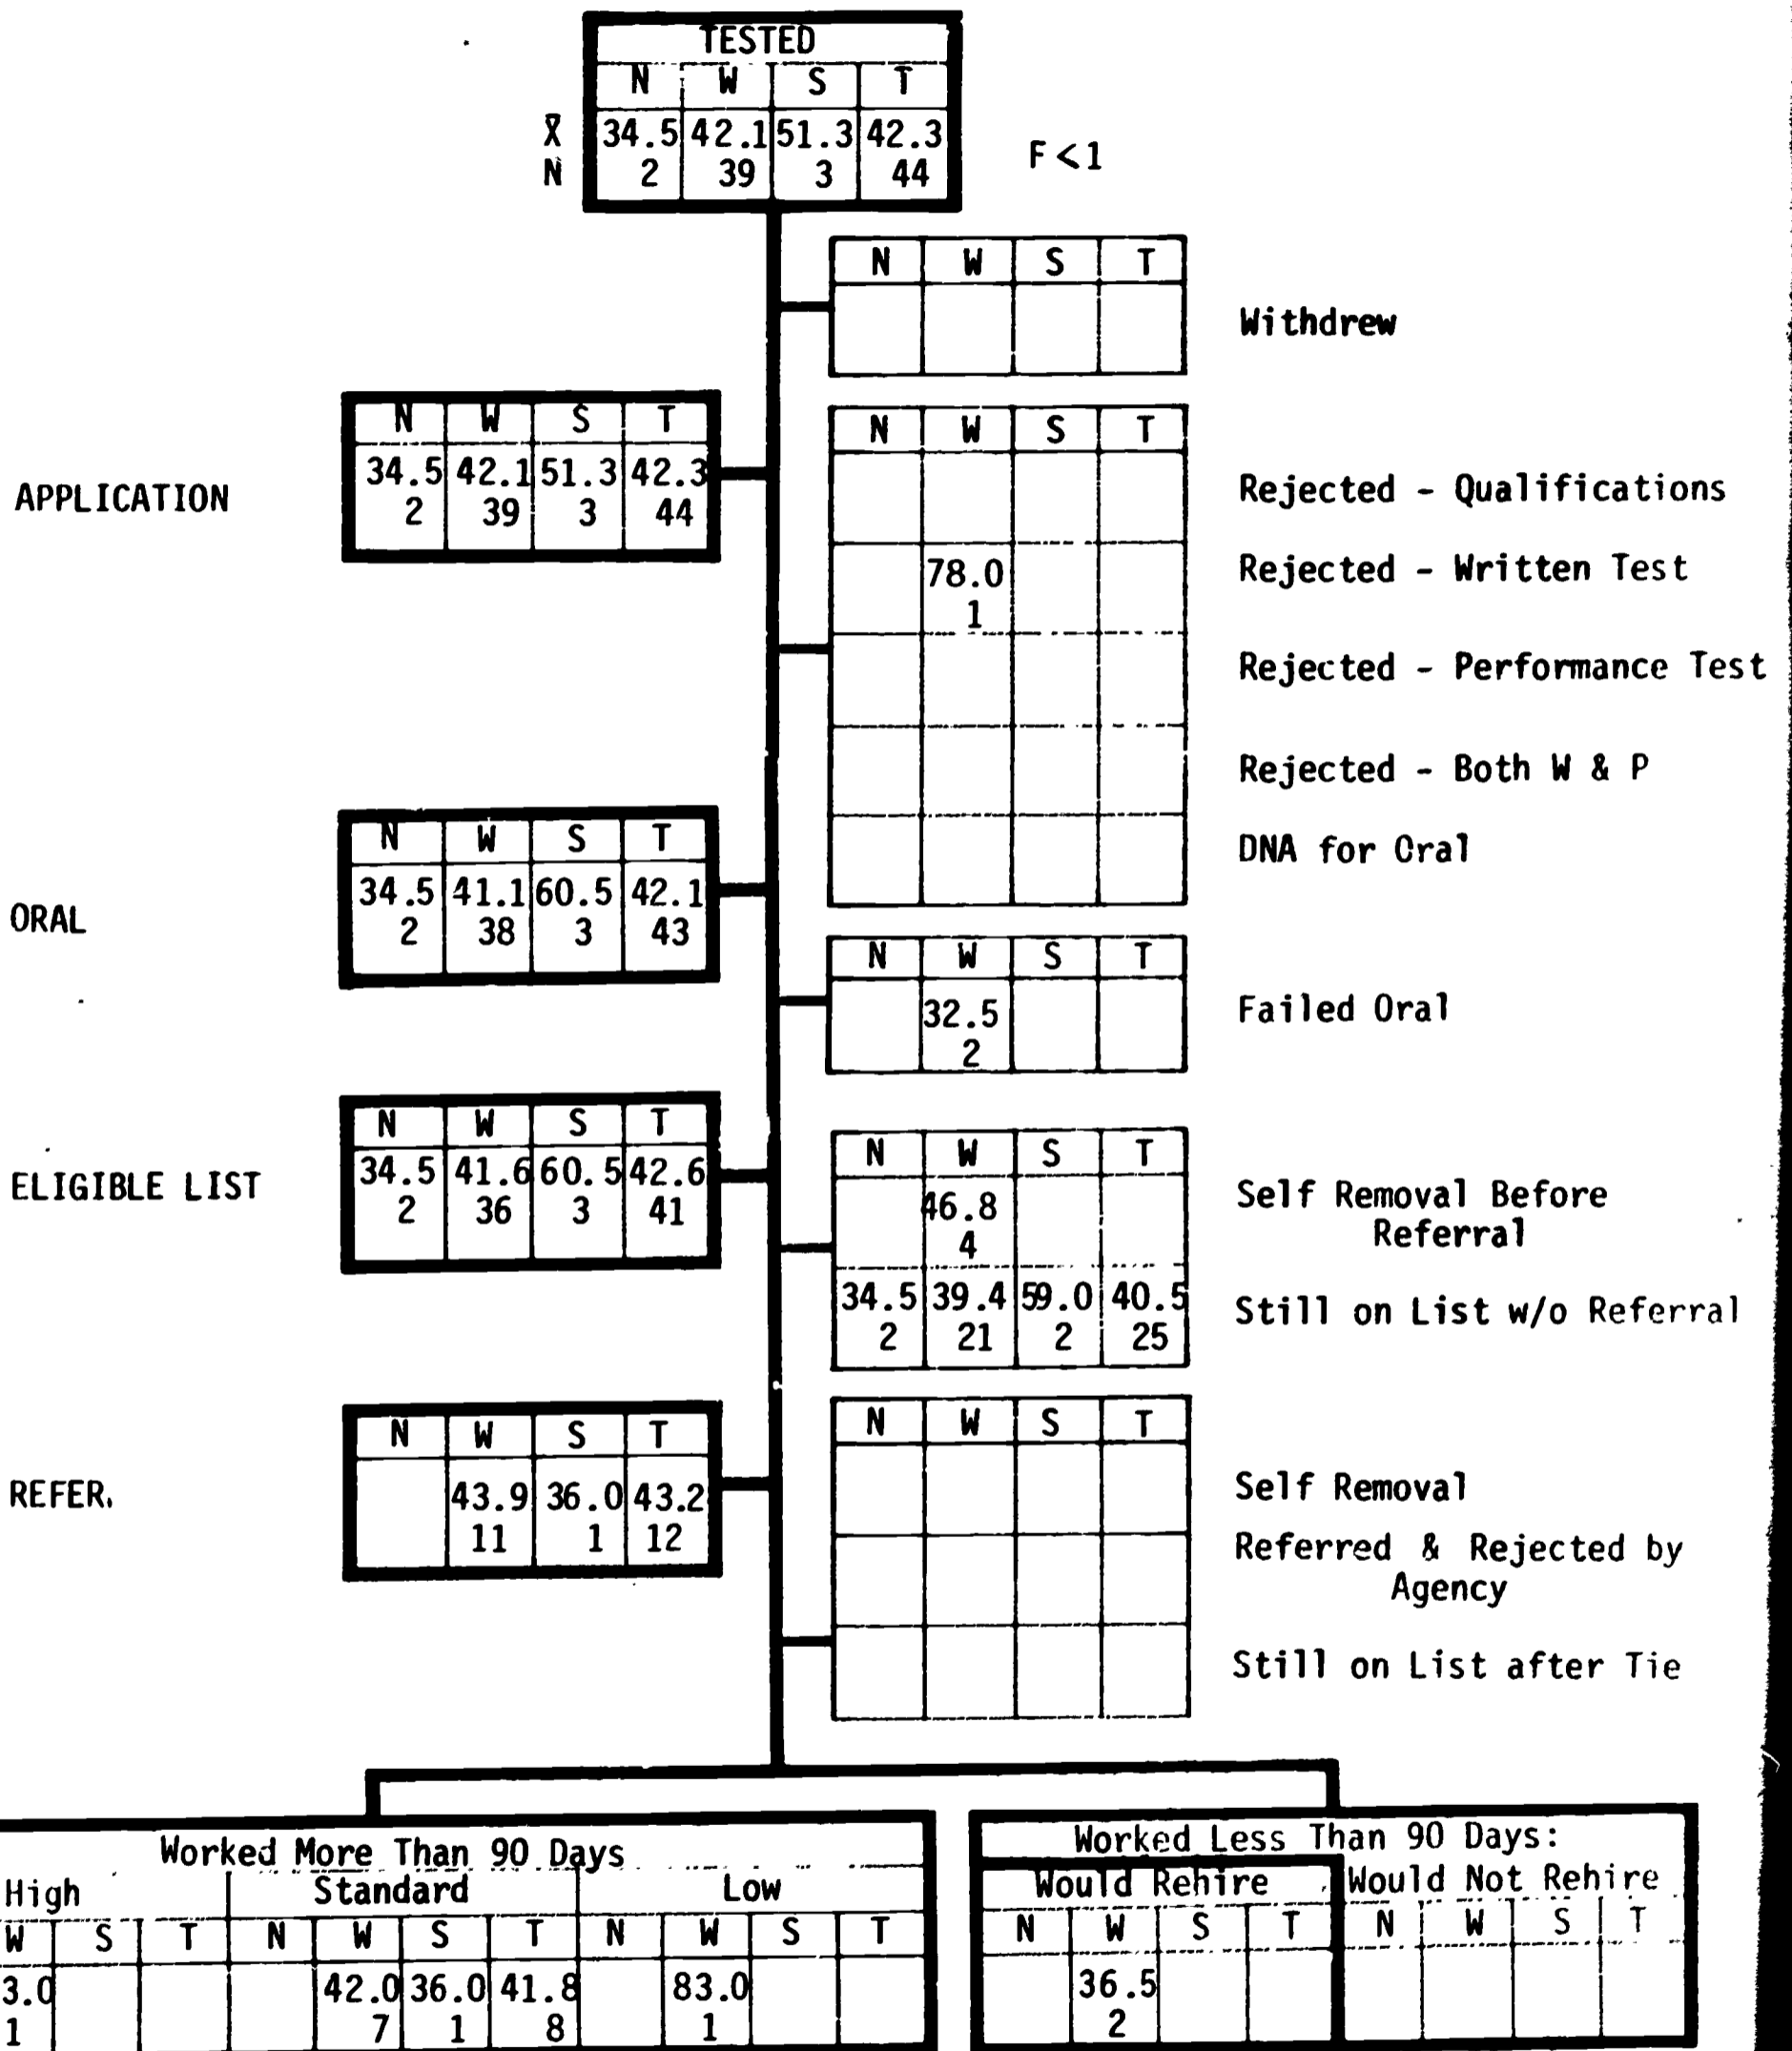 TESTED
N W S T
X̄ 34.5 42.1 51.3 42.3
N 2 39 3 44
F<1
N W S T
Withdrew
N W S T
34.5 42.1 51.3 42.3
2 39 3 44
APPLICATION
N W S T
Rejected - Qualifications
78.0
1
Rejected - Written Test
Rejected - Performance Test
Rejected - Both W & P
DNA for Oral
N W S T
34.5 41.1 60.5 42.1
2 38 3 43
ORAL
N W S T
32.5
2
Failed Oral
N W S T
34.5 41.6 60.5 42.6
2 36 3 41
ELIGIBLE LIST
N W S T
46.8
4
Self Removal Before
Referral
34.5 39.4 59.0 40.5
2 21 2 25
Still on List w/o Referral
N W S T
43.9 36.0 43.2
11 1 12
REFER.
N W S T
Self Removal
Referred & Rejected by
Agency
Still on List after Tie
Worked More Than 90 Days
High Standard Low
W S T N W S T N W S T
3.0 42.0 36.0 41.8 83.0
1 7 1 8 1
Worked Less Than 90 Days:
Would Rehire Would Not Rehire
N W S T N W S T
36.5
2